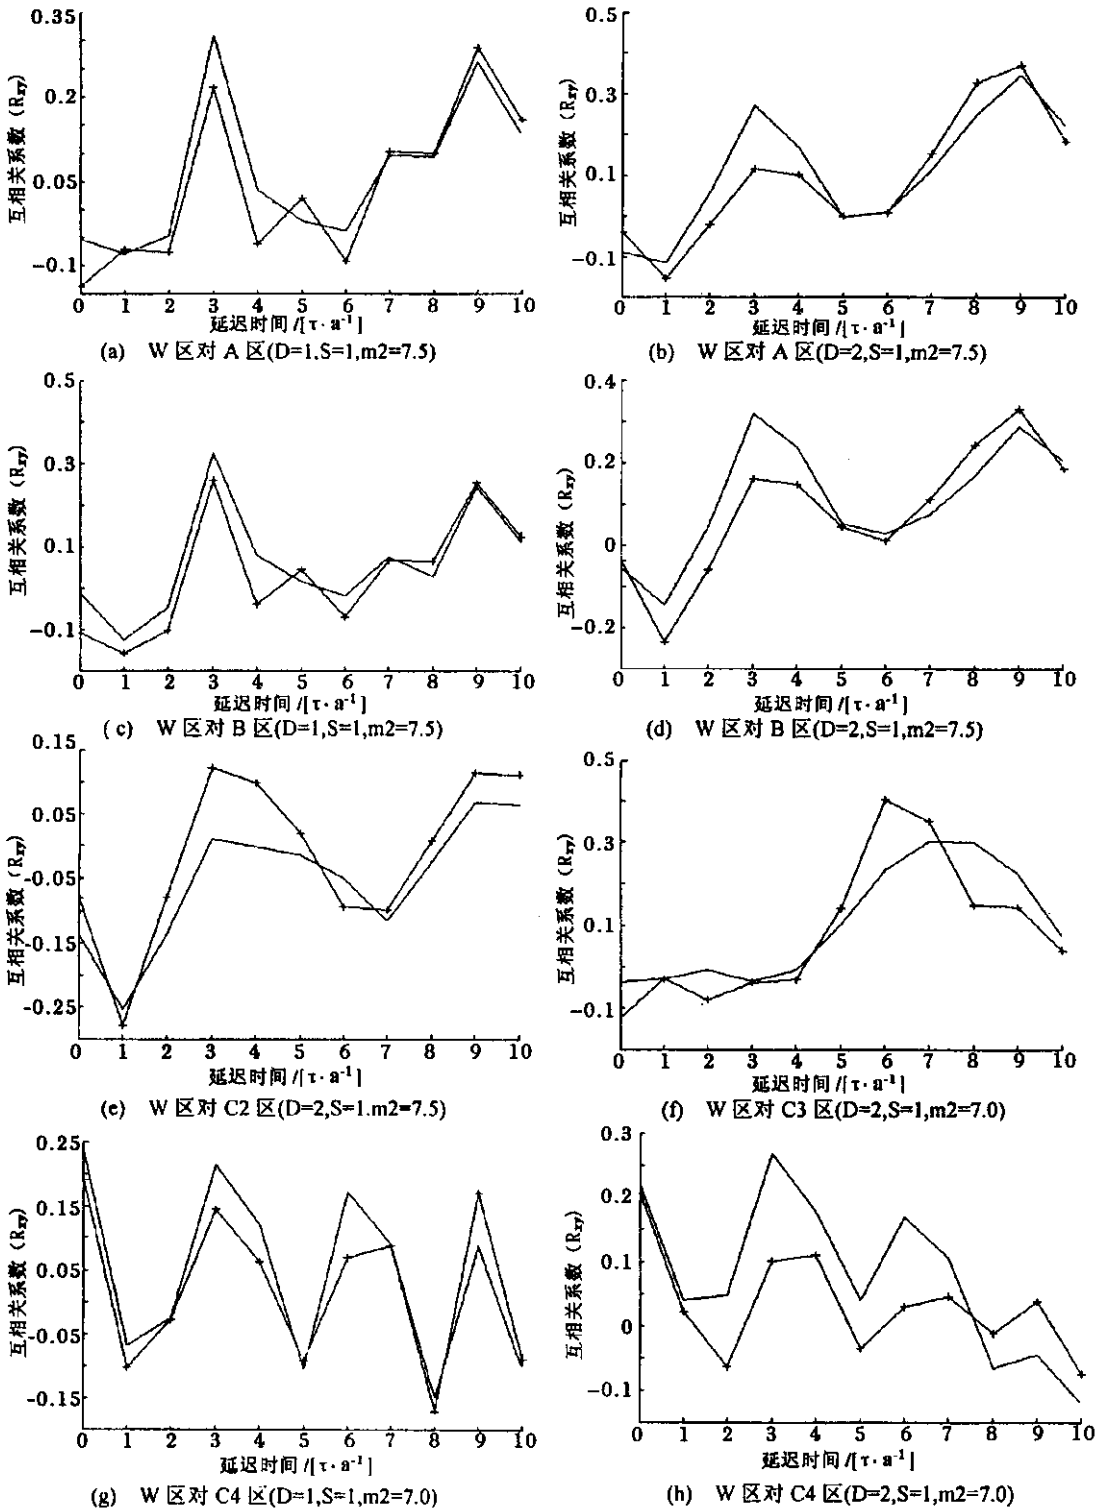 0.35
0.2
0.05
−0.1
互相关系数（Rxy）
0 1 2 3 4 5 6 7 8 9 10
延迟时间/[τ·a⁻¹]
(a) W 区对 A 区(D=1,S=1,m2=7.5)
0.5
0.3
0.1
−0.1
互相关系数（Rxy）
0 1 2 3 4 5 6 7 8 9 10
延迟时间/[τ·a⁻¹]
(b) W 区对 A 区(D=2,S=1,m2=7.5)
0.5
0.3
0.1
−0.1
互相关系数（Rxy）
0 1 2 3 4 5 6 7 8 9 10
延迟时间/[τ·a⁻¹]
(c) W 区对 B 区(D=1,S=1,m2=7.5)
0.4
0.2
0
−0.2
互相关系数（Rxy）
0 1 2 3 4 5 6 7 8 9 10
延迟时间/[τ·a⁻¹]
(d) W 区对 B 区(D=2,S=1,m2=7.5)
0.15
0.05
-0.05
-0.15
-0.25
互相关系数（Rxy）
0 1 2 3 4 5 6 7 8 9 10
延迟时间/[τ·a⁻¹]
(e) W 区对 C2 区(D=2,S=1.m2=7.5)
0.5
0.3
0.1
−0.1
互相关系数（Rxy）
0 1 2 3 4 5 6 7 8 9 10
延迟时间/[τ·a⁻¹]
(f) W 区对 C3 区(D=2,S=1,m2=7.0)
0.25
0.15
0.05
-0.05
-0.15
互相关系数（Rxy）
0 1 2 3 4 5 6 7 8 9 10
延迟时间/[τ·a⁻¹]
(g) W 区对 C4 区(D=1,S=1,m2=7.0)
0.3
0.2
0.1
0
−0.1
互相关系数（Rxy）
0 1 2 3 4 5 6 7 8 9 10
延迟时间/[τ·a⁻¹]
(h) W 区对 C4 区(D=2,S=1,m2=7.0)